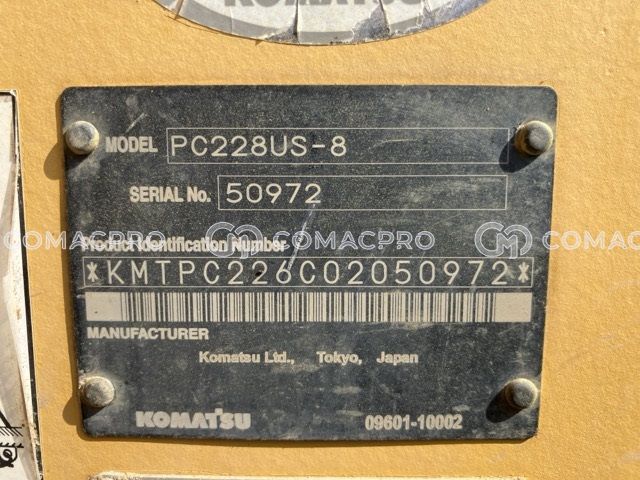 KOMATSU
MODEL PC228US-8
SERIAL No. 50972
COMACPRO COMACPRO
Product Identification Number
*KMTPC226C02050972*
MANUFACTURER
Komatsu Ltd., Tokyo, Japan
KOMATSU 09601-10002